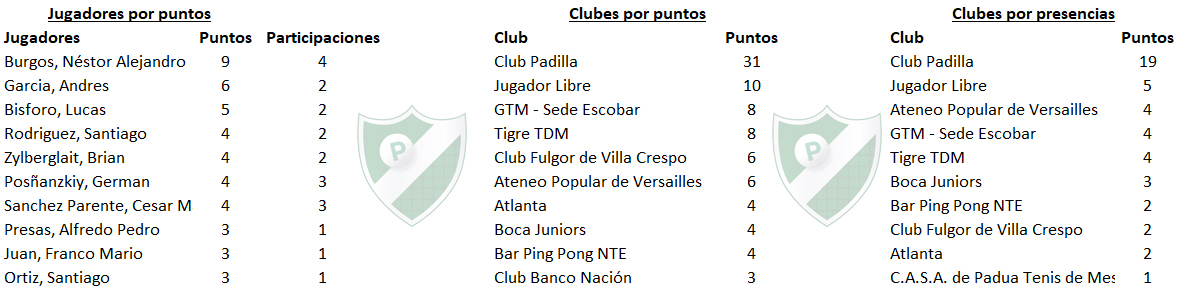 Jugadores por puntos
Jugadores Puntos Participaciones
Burgos, Néstor Alejandro 9 4
Garcia, Andres 6 2
Bisforo, Lucas 5 2
Rodriguez, Santiago 4 2
Zylberglait, Brian 4 2
Posñanzkiy, German 4 3
Sanchez Parente, Cesar M 4 3
Presas, Alfredo Pedro 3 1
Juan, Franco Mario 3 1
Ortiz, Santiago 3 1
Clubes por puntos
Club Puntos
Club Padilla 31
Jugador Libre 10
GTM - Sede Escobar 8
Tigre TDM 8
Club Fulgor de Villa Crespo 6
Ateneo Popular de Versailles 6
Atlanta 4
Boca Juniors 4
Bar Ping Pong NTE 4
Club Banco Nación 3
Clubes por presencias
Club Puntos
Club Padilla 19
Jugador Libre 5
Ateneo Popular de Versailles 4
GTM - Sede Escobar 4
Tigre TDM 4
Boca Juniors 3
Bar Ping Pong NTE 2
Club Fulgor de Villa Crespo 2
Atlanta 2
C.A.S.A. de Padua Tenis de Mes 1
P
P